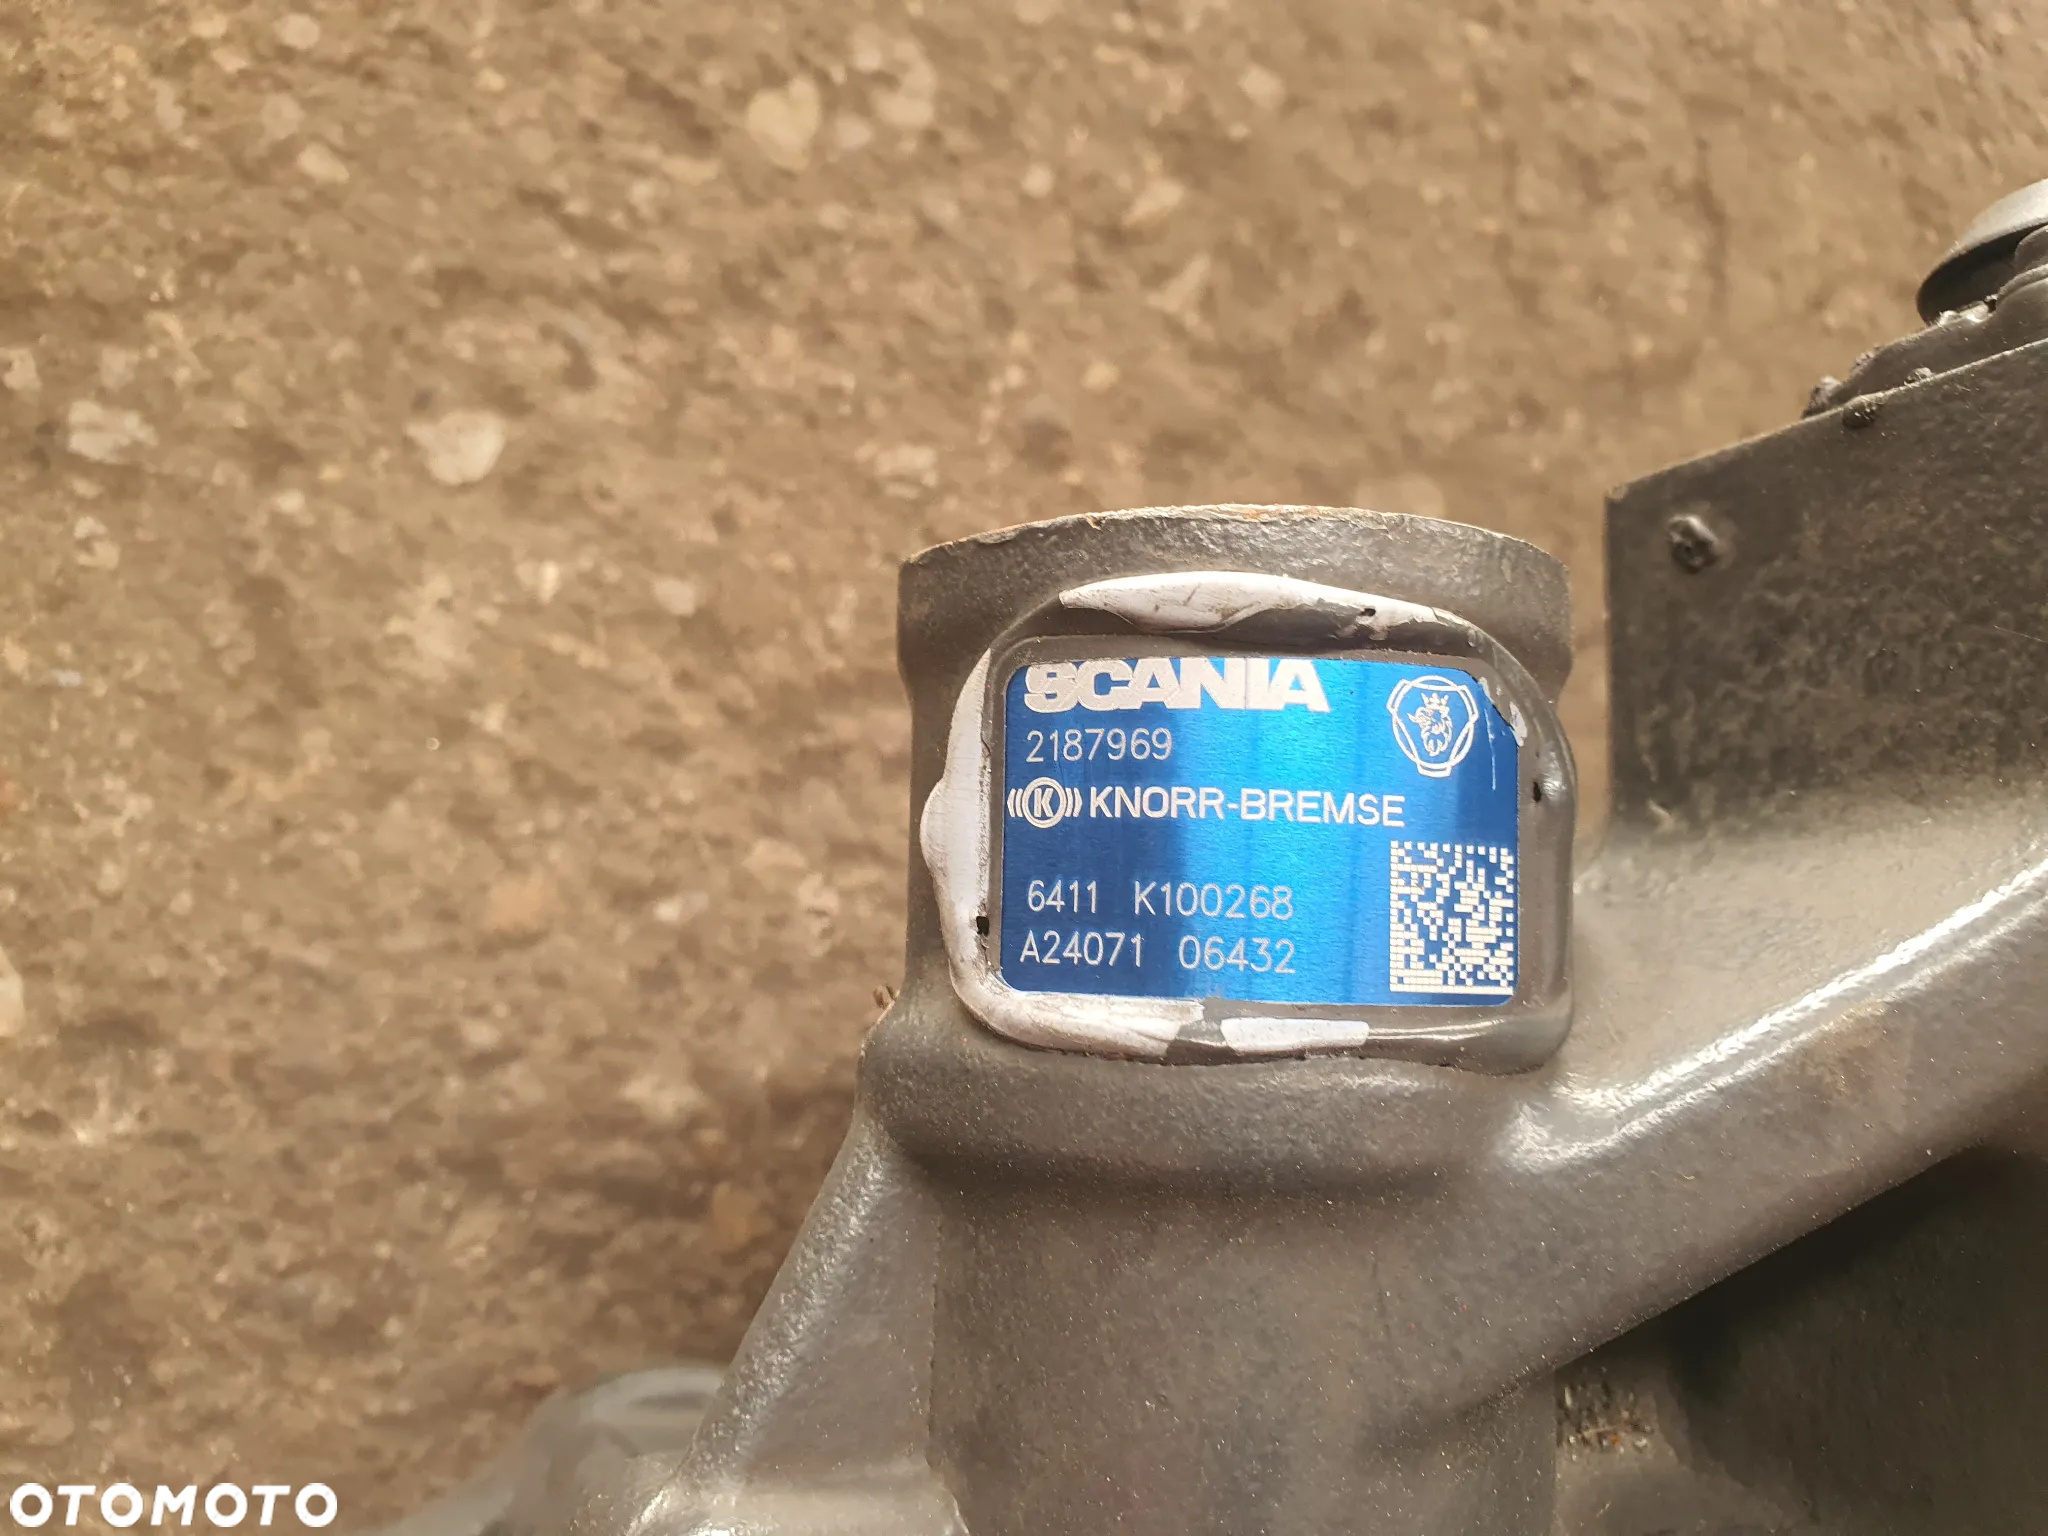 SCANIA
2187969
KNORR-BREMSE
6411 K100268
A24071 06432
OTOMOTO